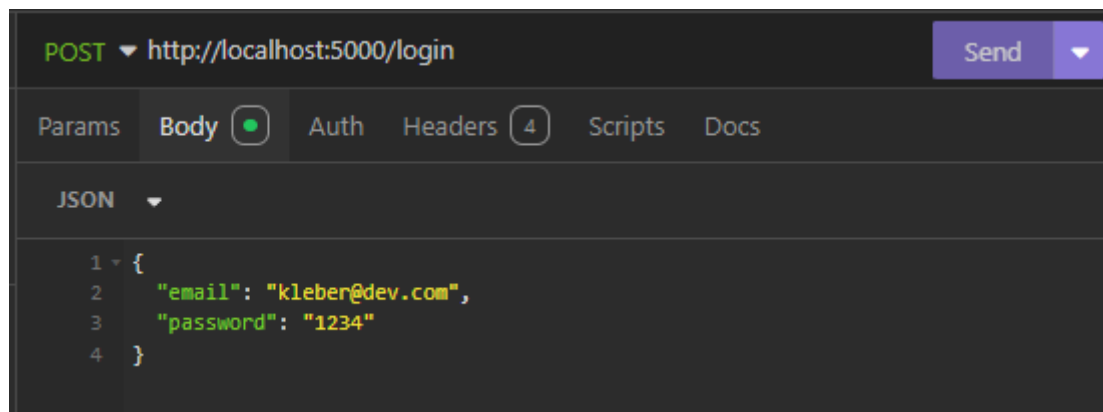 POST http://localhost:5000/login Send
Params Body Auth Headers 4 Scripts Docs
JSON
1 {
2 "email": "kleber@dev.com",
3 "password": "1234"
4 }